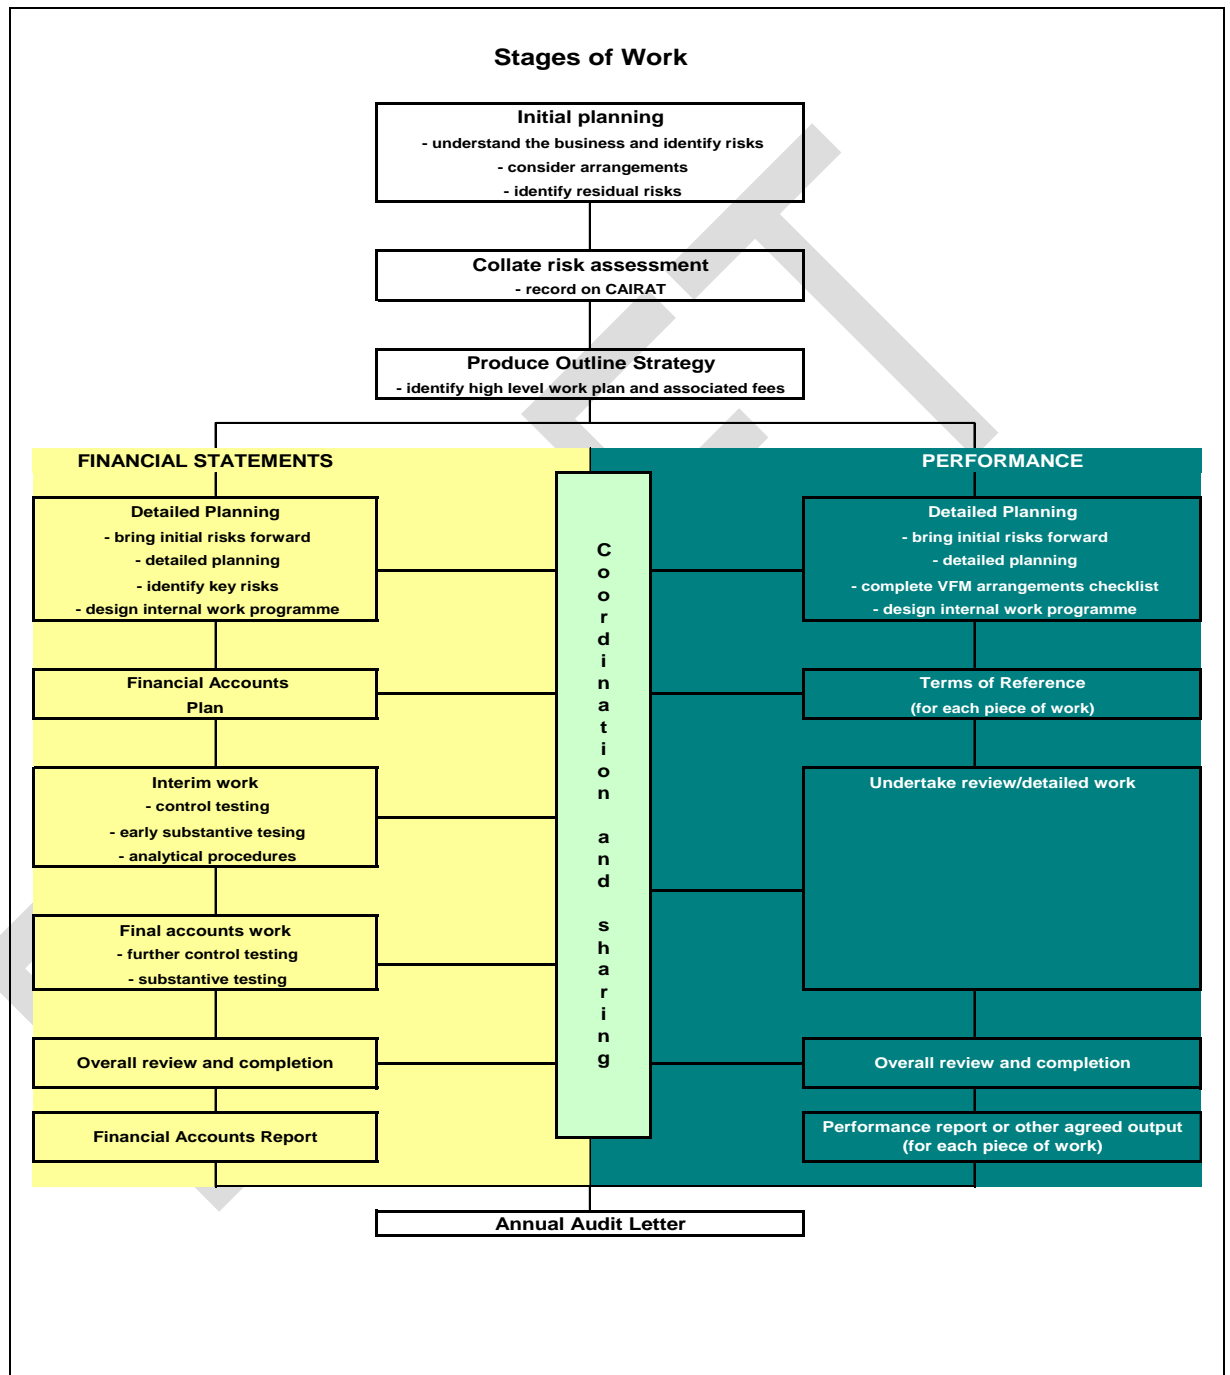 Stages of Work
Initial planning
- understand the business and identify risks
- consider arrangements
- identify residual risks
Collate risk assessment
- record on CAIRAT
Produce Outline Strategy
- identify high level work plan and associated fees
FINANCIAL STATEMENTS
Detailed Planning
- bring initial risks forward
- detailed planning
- identify key risks
- design internal work programme
Financial Accounts
Plan
Interim work
- control testing
- early substantive tesing
- analytical procedures
Final accounts work
- further control testing
- substantive testing
Overall review and completion
Financial Accounts Report
Coordination and sharing
PERFORMANCE
Detailed Planning
- bring initial risks forward
- detailed planning
- complete VFM arrangements checklist
- design internal work programme
Terms of Reference
(for each piece of work)
Undertake review/detailed work
Overall review and completion
Performance report or other agreed output
(for each piece of work)
Annual Audit Letter